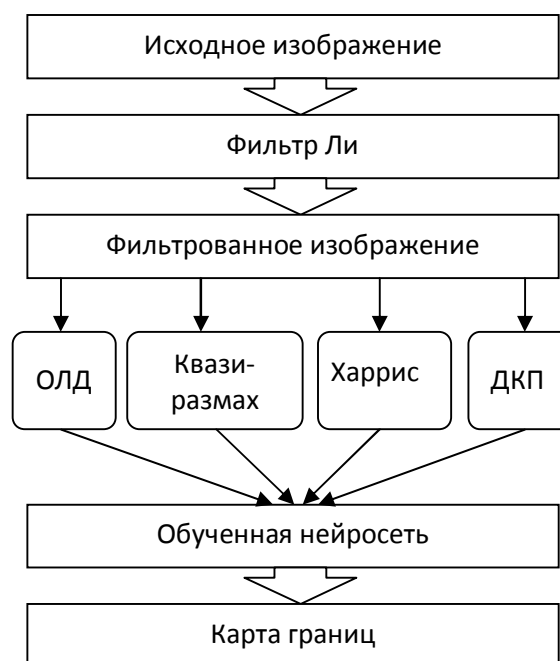 Исходное изображение
Фильтр Ли
Фильтрованное изображение
ОЛД
Квази-
размах
Харрис
ДКП
Обученная нейросеть
Карта границ